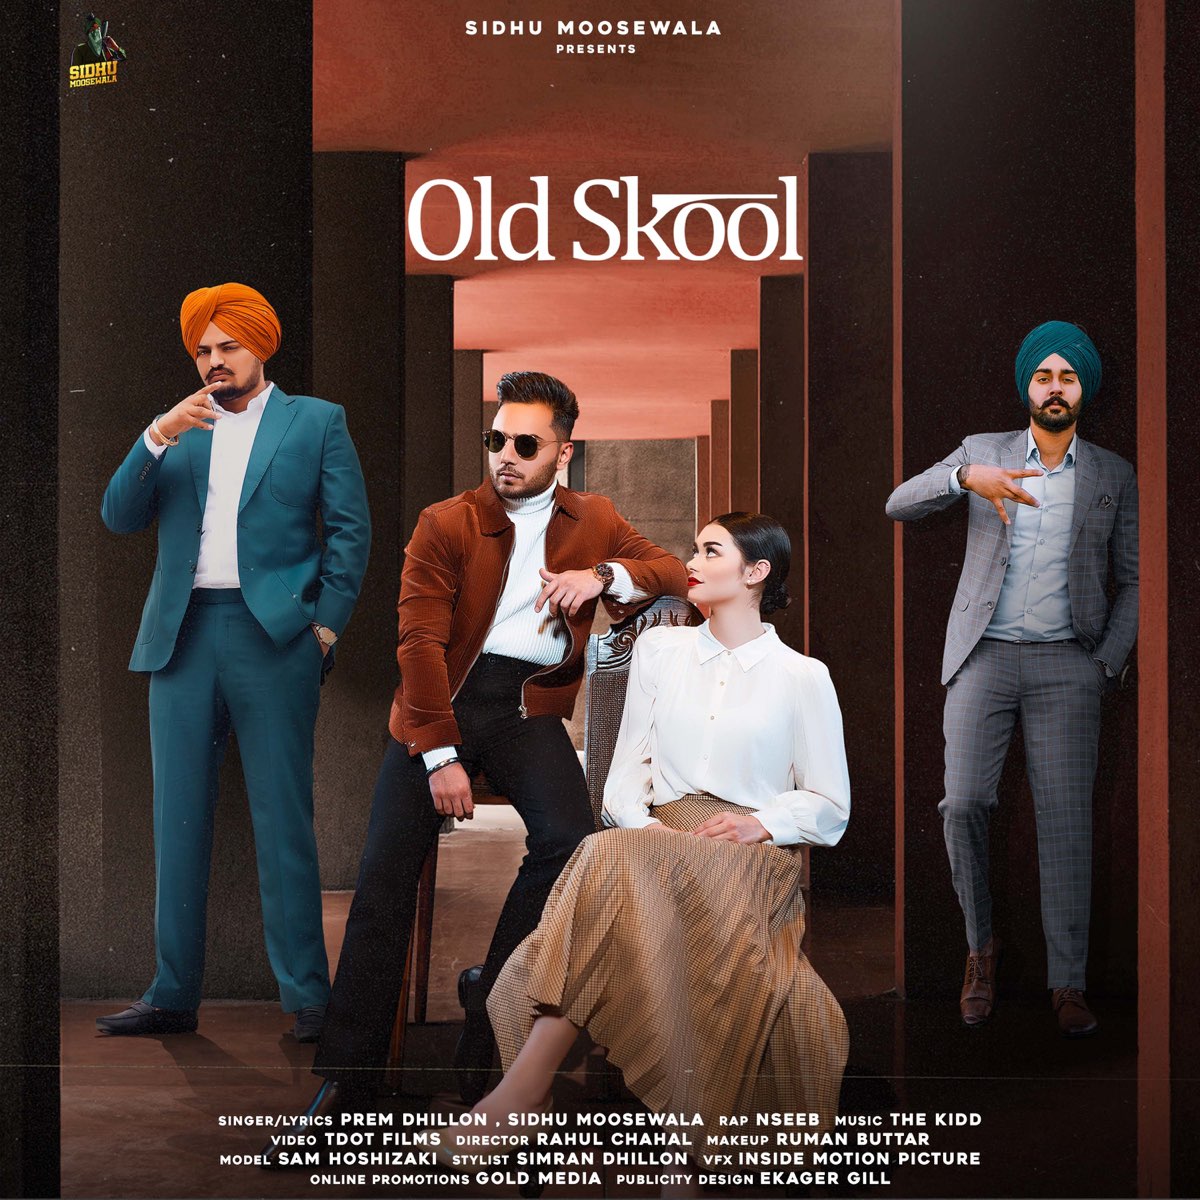 SIDHU MOOSEWALA
PRESENTS
SIDHU
MOOSEWALA
Old Skool
SINGER/LYRICS PREM DHILLON , SIDHU MOOSEWALA RAP NSEEB MUSIC THE KIDD
VIDEO TDOT FILMS DIRECTOR RAHUL CHAHAL MAKEUP RUMAN BUTTAR
MODEL SAM HOSHIZAKI STYLIST SIMRAN DHILLON VFX INSIDE MOTION PICTURE
ONLINE PROMOTIONS GOLD MEDIA PUBLICITY DESIGN EKAGER GILL